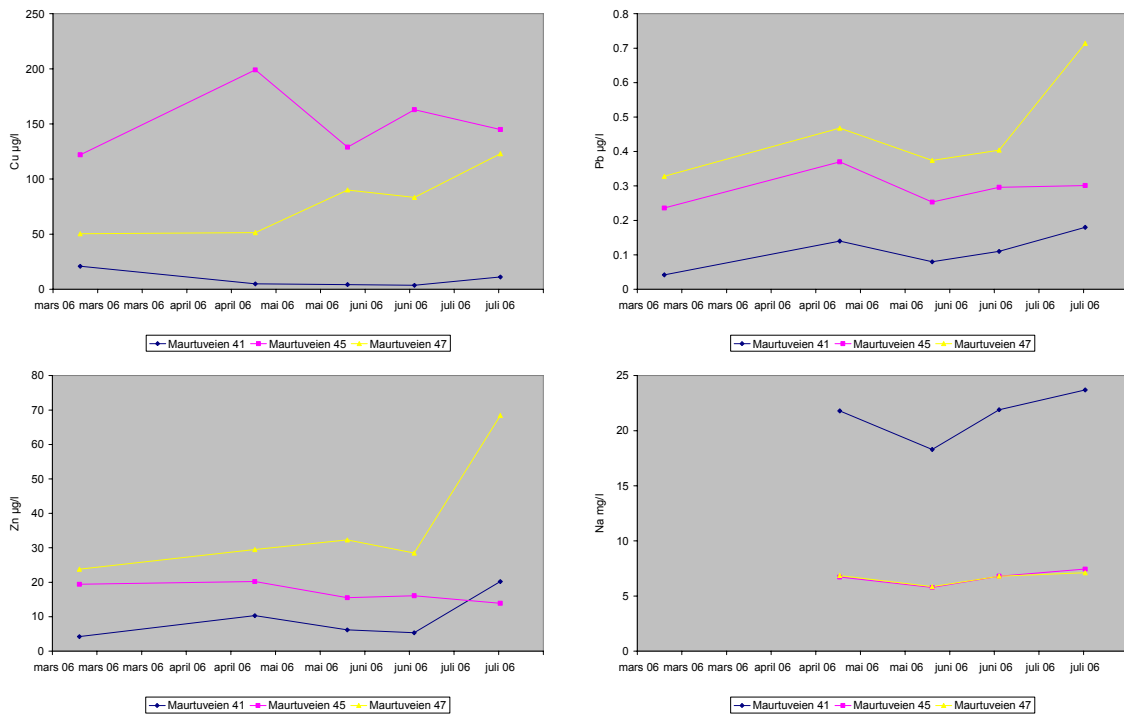 250
200
150
100
50
0
Cu µg/l
mars 06 mars 06 mars 06 april 06 april 06 mai 06 mai 06 juni 06 juni 06 juli 06 juli 06
Maurtuveien 41 Maurtuveien 45 Maurtuveien 47
0.8
0.7
0.6
0.5
0.4
0.3
0.2
0.1
0
Pb µg/l
mars 06 mars 06 mars 06 april 06 april 06 mai 06 mai 06 juni 06 juni 06 juli 06 juli 06
Maurtuveien 41 Maurtuveien 45 Maurtuveien 47
80
70
60
50
40
30
20
10
0
Zn µg/l
mars 06 mars 06 mars 06 april 06 april 06 mai 06 mai 06 juni 06 juni 06 juli 06 juli 06
Maurtuveien 41 Maurtuveien 45 Maurtuveien 47
25
20
15
10
5
0
Na mg/l
mars 06 mars 06 mars 06 april 06 april 06 mai 06 mai 06 juni 06 juni 06 juli 06 juli 06
Maurtuveien 41 Maurtuveien 45 Maurtuveien 47